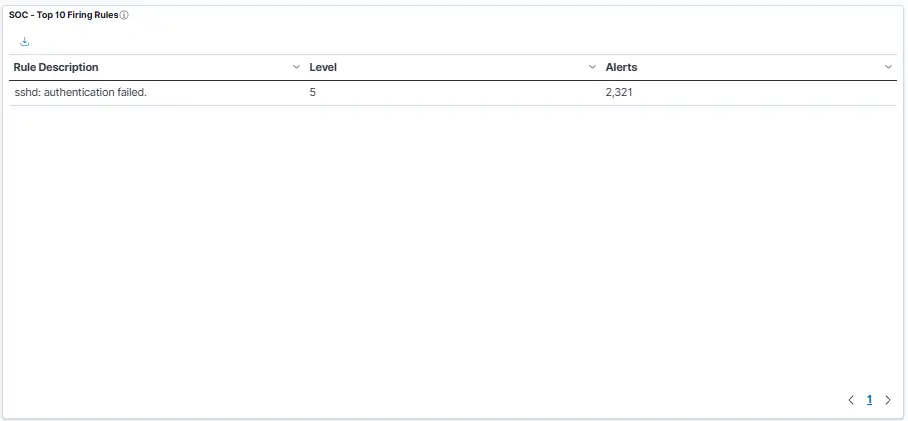 SOC - Top 10 Firing Rules
Rule Description Level Alerts
sshd: authentication failed. 5 2,321
1